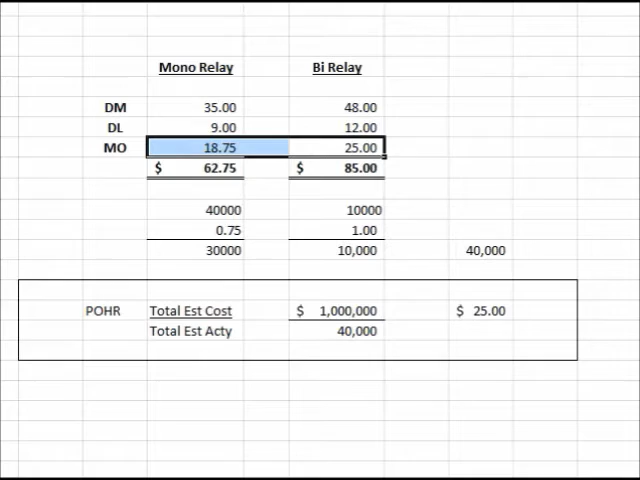 Mono Relay Bi Relay
DM 35.00 48.00
DL 9.00 12.00
MO 18.75 25.00
$ 62.75 $ 85.00
40000 10000
0.75 1.00
30000 10,000 40,000
POHR Total Est Cost $ 1,000,000 $ 25.00
Total Est Acty 40,000